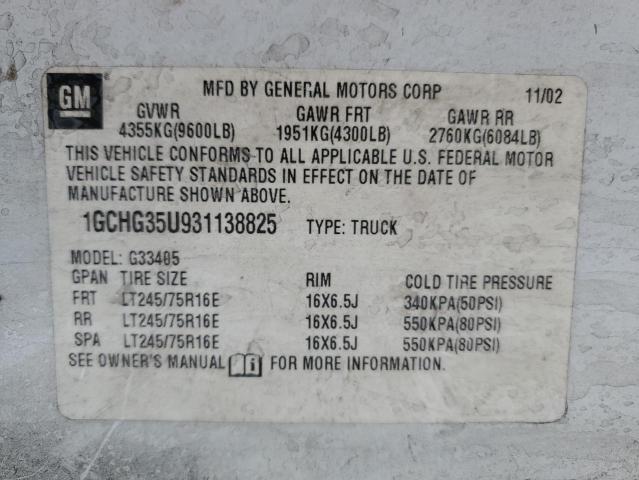 GM
MFD BY GENERAL MOTORS CORP 11/02
GVWR GAWR FRT GAWR RR
4355KG(9600LB) 1951KG(4300LB) 2760KG(6084LB)
THIS VEHICLE CONFORMS TO ALL APPLICABLE U.S. FEDERAL MOTOR
VEHICLE SAFETY STANDARDS IN EFFECT ON THE DATE OF
MANUFACTURE SHOWN ABOVE.
1GCHG35U931138825 TYPE: TRUCK
MODEL: G33405
GPAN TIRE SIZE RIM COLD TIRE PRESSURE
FRT LT245/75R16E 16X6.5J 340KPA(50PSI)
RR LT245/75R16E 16X6.5J 550KPA(80PSI)
SPA LT245/75R16E 16X6.5J 550KPA(80PSI)
SEE OWNER'S MANUAL i FOR MORE INFORMATION.